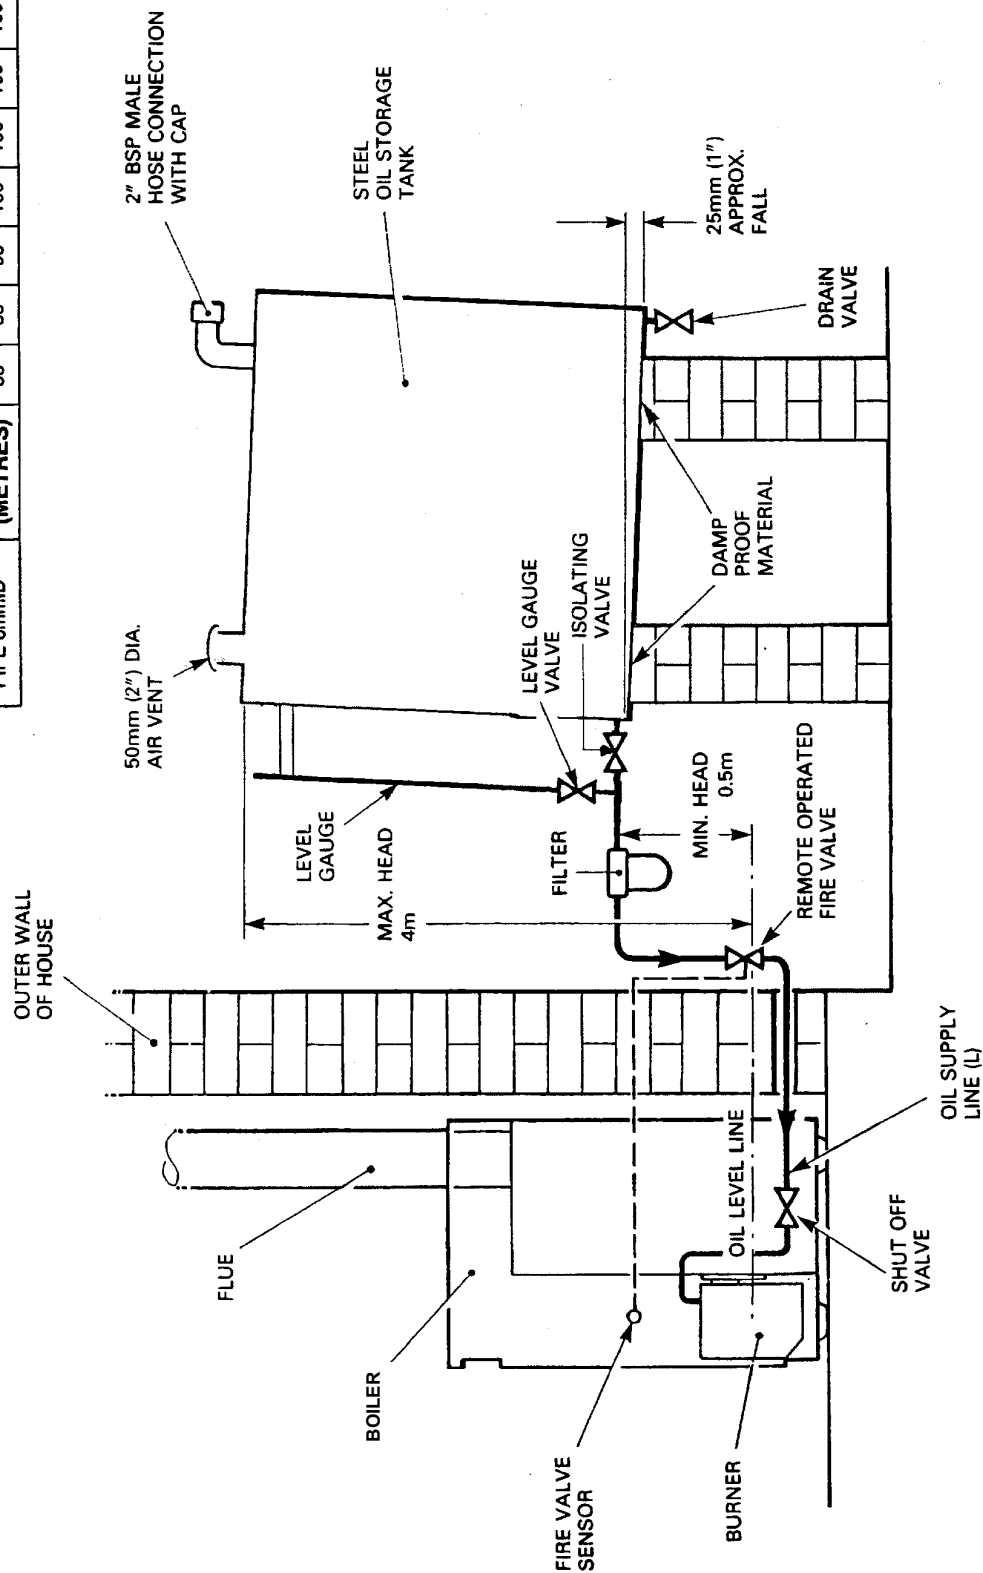 (METRES)
OUTER WALL
OF HOUSE
50mm (2") DIA.
AIR VENT
2" BSP MALE
HOSE CONNECTION
WITH CAP
STEEL
OIL STORAGE
TANK
FLUE
BOILER
LEVEL
GAUGE
MAX. HEAD
4m
FILTER
LEVEL GAUGE
VALVE
ISOLATING
VALVE
MIN. HEAD
0.5m
DAMP
PROOF
MATERIAL
25mm (1")
APPROX.
FALL
DRAIN
VALVE
REMOTE OPERATED
FIRE VALVE
FIRE VALVE
SENSOR
BURNER
OIL LEVEL LINE
SHUT OFF
VALVE
OIL SUPPLY
LINE (L)